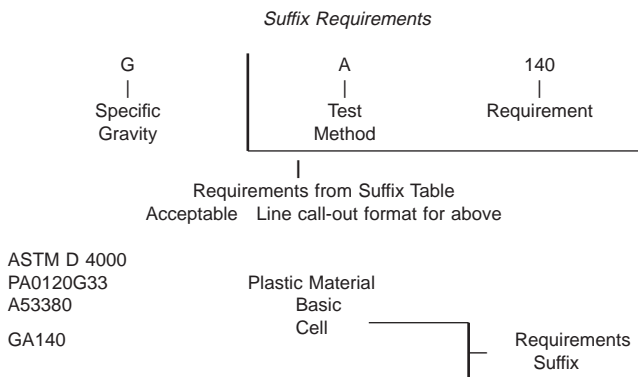 Suffix Requirements
G A 140
Specific Gravity
Test Method
Requirement
Requirements from Suffix Table
Acceptable Line call-out format for above
ASTM D 4000
PA0120G33 Plastic Material
A53380 Basic
Cell
GA140 Requirements
Suffix